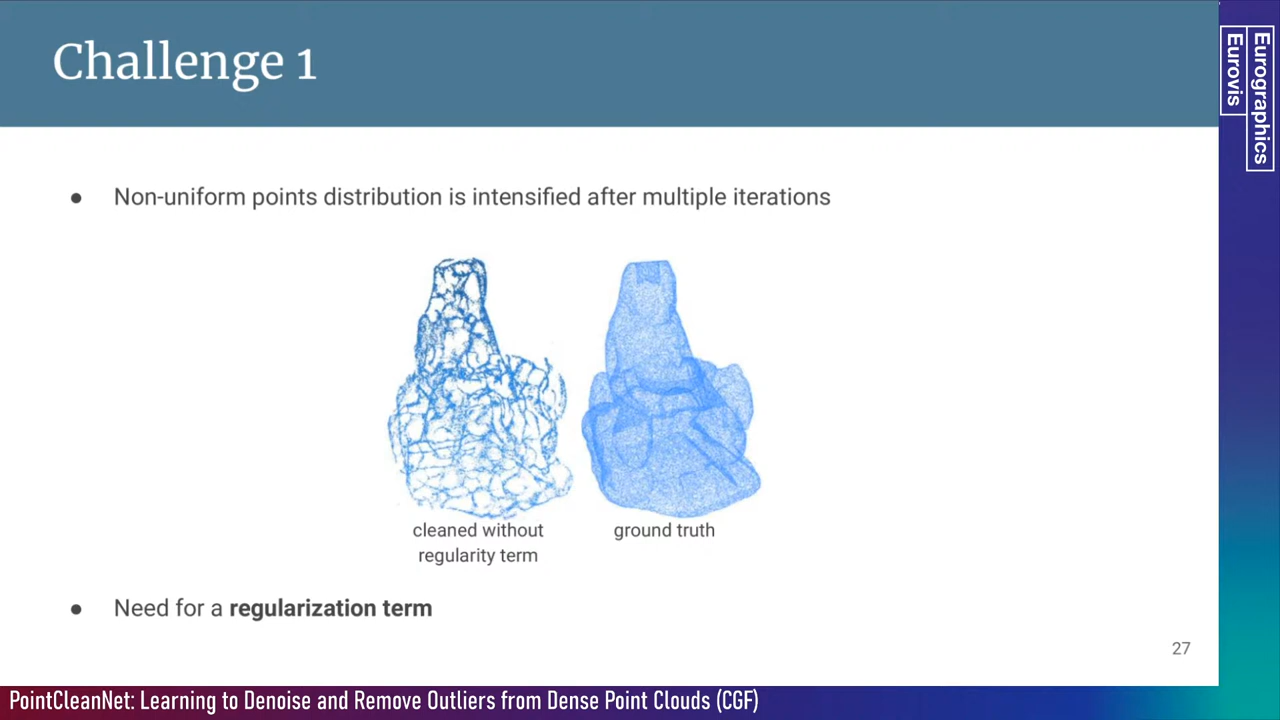 Challenge 1
Eurographics
Eurovis
● Non-uniform points distribution is intensified after multiple iterations
cleaned without
regularity term
ground truth
● Need for a regularization term
27
PointCleanNet: Learning to Denoise and Remove Outliers from Dense Point Clouds (CGF)